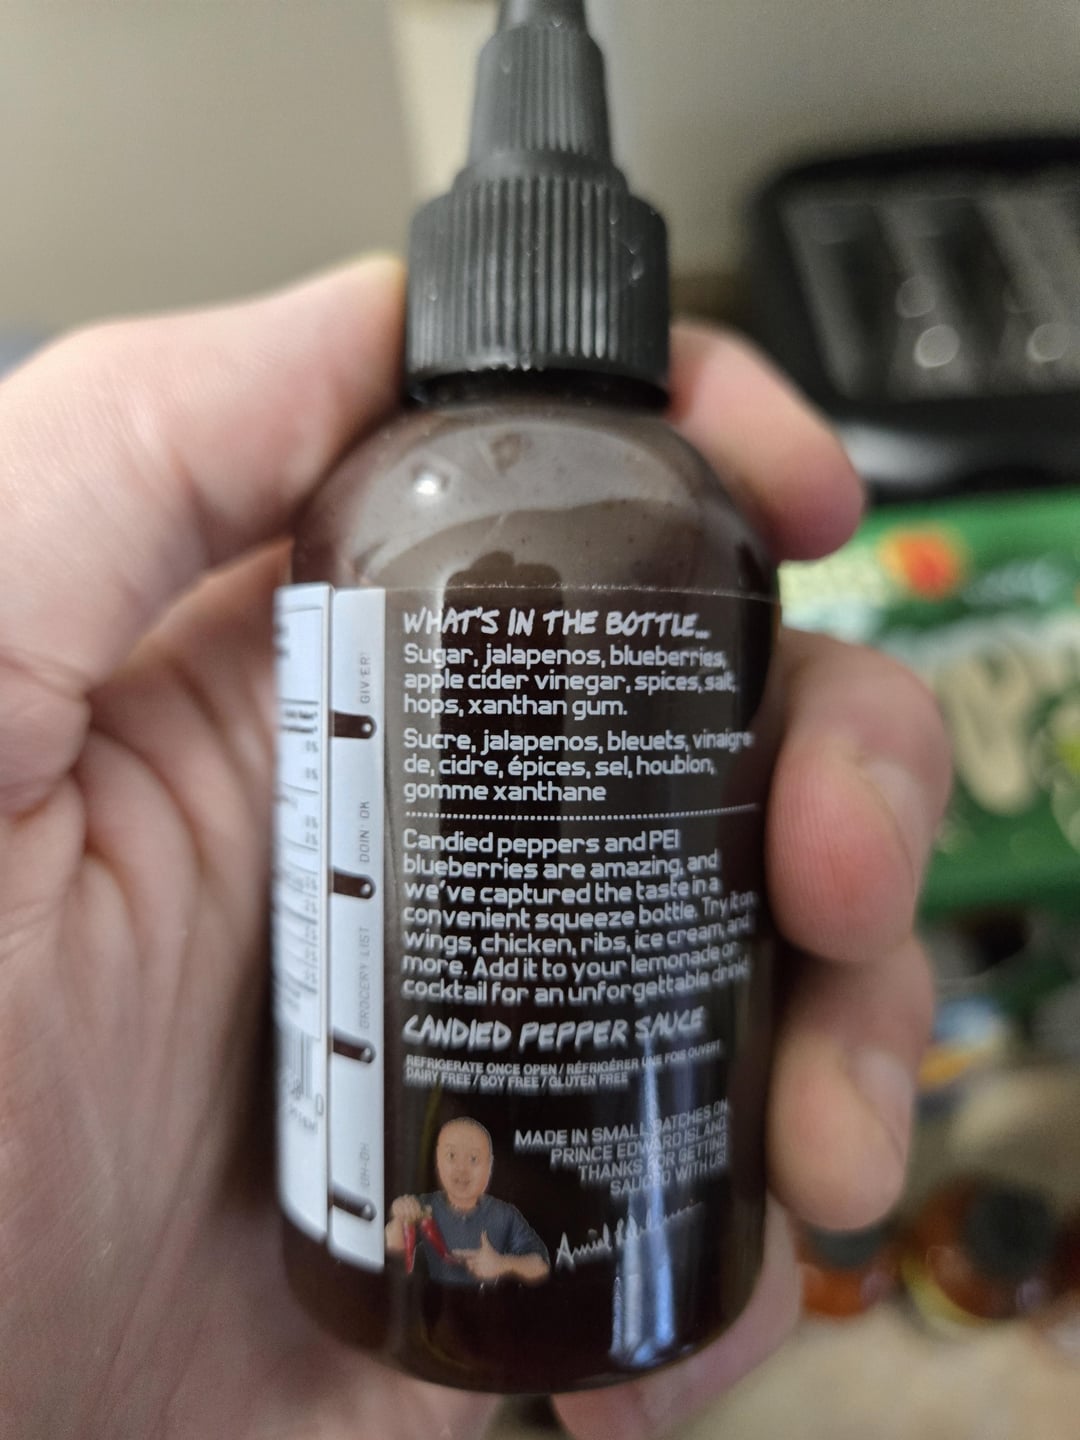 WHAT'S IN THE BOTTLE...
Sugar, jalapenos, blueberries,
apple cider vinegar, spices, salt,
hops, xanthan gum.
Sucre, jalapenos, bleuets, vinaigre
de, cidre, épices, sel, houblon,
gomme xanthane
Candied peppers and PEI
blueberries are amazing, and
we've captured the taste in a
convenient squeeze bottle. Try it on
wings, chicken, ribs, ice cream, and
more. Add it to your lemonade or
cocktail for an unforgettable drink
CANDIED PEPPER SAUCE
REFRIGERATE ONCE OPEN / RÉFRIGÉRER UNE FOIS OUVERT
DAIRY FREE / SOY FREE / GLUTEN FREE
MADE IN SMALL BATCHES ON
PRINCE EDWARD ISLAND.
THANKS FOR GETTING
SAUCED WITH US!
GIV'ER!
DOIN' OK
GROCERY LIST
UH-OH